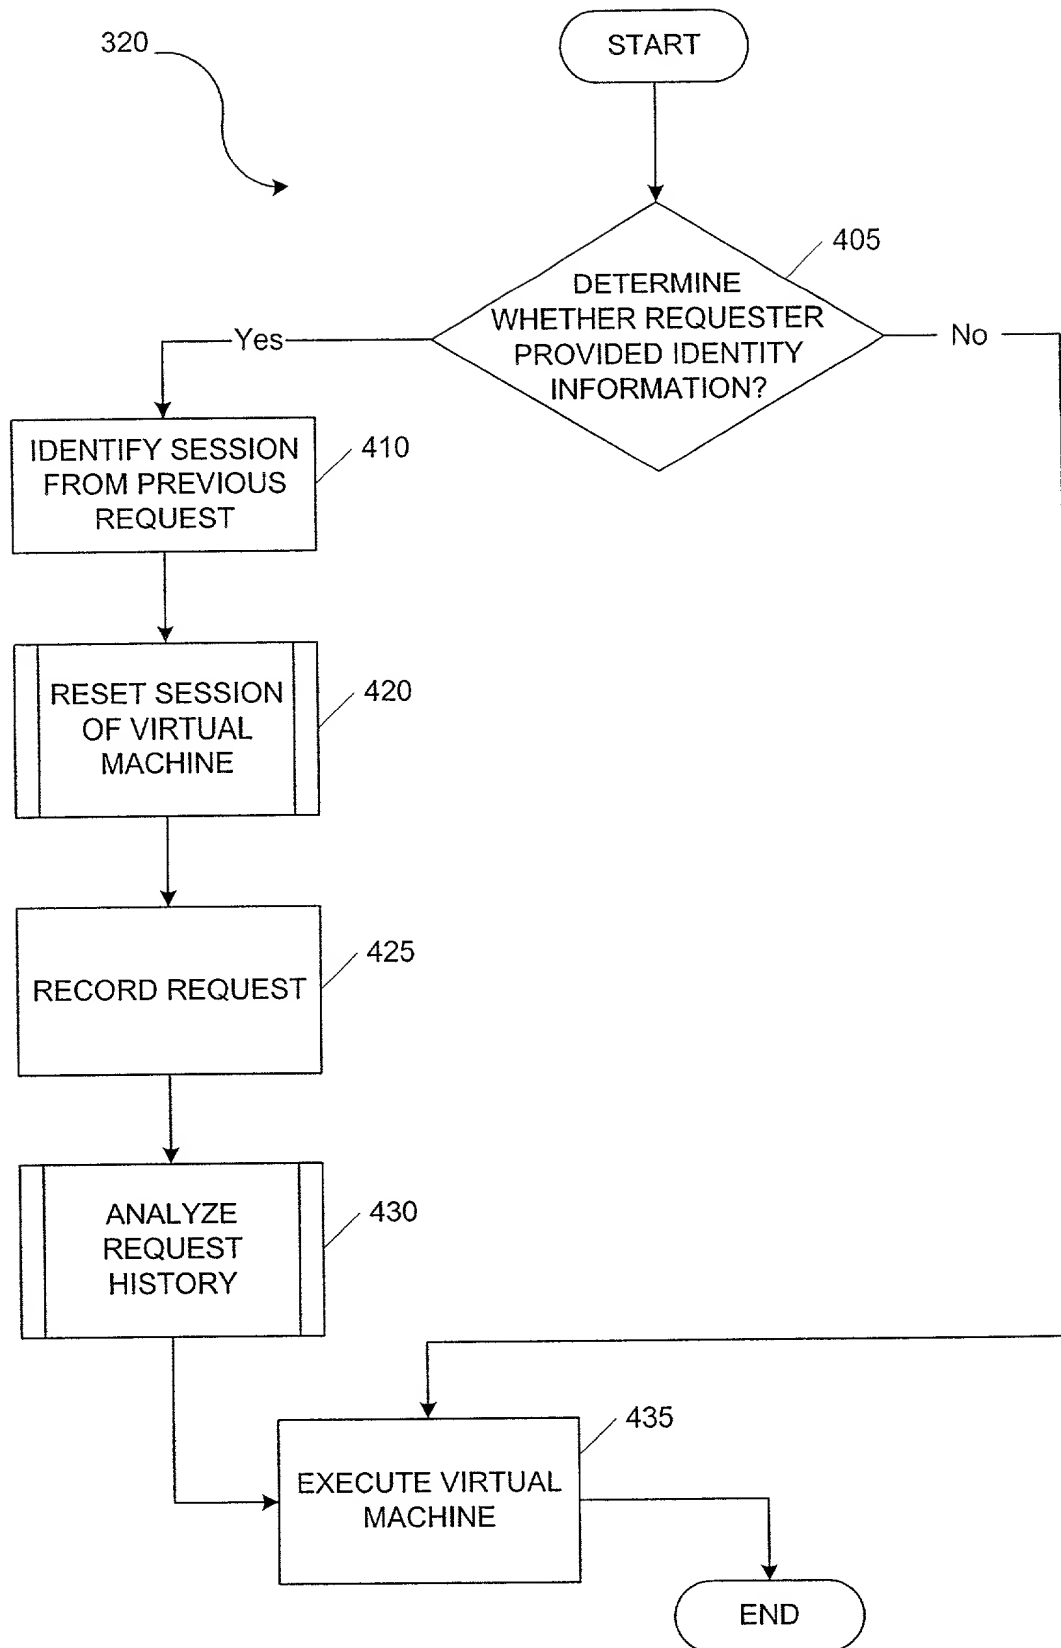 320
START
405
DETERMINE
WHETHER REQUESTER
PROVIDED IDENTITY
INFORMATION?
Yes
No
IDENTIFY SESSION
FROM PREVIOUS
REQUEST
410
RESET SESSION
OF VIRTUAL
MACHINE
420
RECORD REQUEST
425
ANALYZE
REQUEST
HISTORY
430
EXECUTE VIRTUAL
MACHINE
435
END